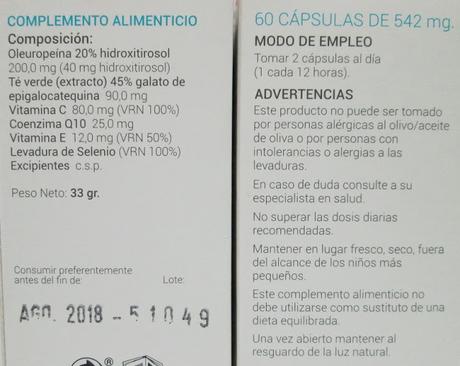 COMPLEMENTO ALIMENTICIO
Composición:
Oleuropeína 20% hidroxitirosol
200,0 mg (40 mg hidroxitirosol)
Té verde (extracto) 45% galato de
epigalocatequina 90,0 mg
Vitamina C 80,0 mg (VRN 100%)
Coenzima Q10 25,0 mg
Vitamina E 12,0 mg (VRN 50%)
Levadura de Selenio (VRN 100%)
Excipientes c.s.p.
Peso Neto: 33 gr.
Consumir preferentemente
antes del fin de: Lote:
AGO. 2018 - 51049
®
60 CÁPSULAS DE 542 mg.
MODO DE EMPLEO
Tomar 2 cápsulas al día
(1 cada 12 horas).
ADVERTENCIAS
Este producto no puede ser tomado
por personas alérgicas al olivo/aceite
de oliva o por personas con
intolerancias o alergias a las
levaduras.
En caso de duda consulte a su
especialista en salud.
No superar las dosis diarias
recomendadas.
Mantener en lugar fresco, seco, fuera
del alcance de los niños más
pequeños.
Este complemento alimenticio no
debe utilizarse como sustituto de una
dieta equilibrada.
Una vez abierto mantener al
resguardo de la luz natural.